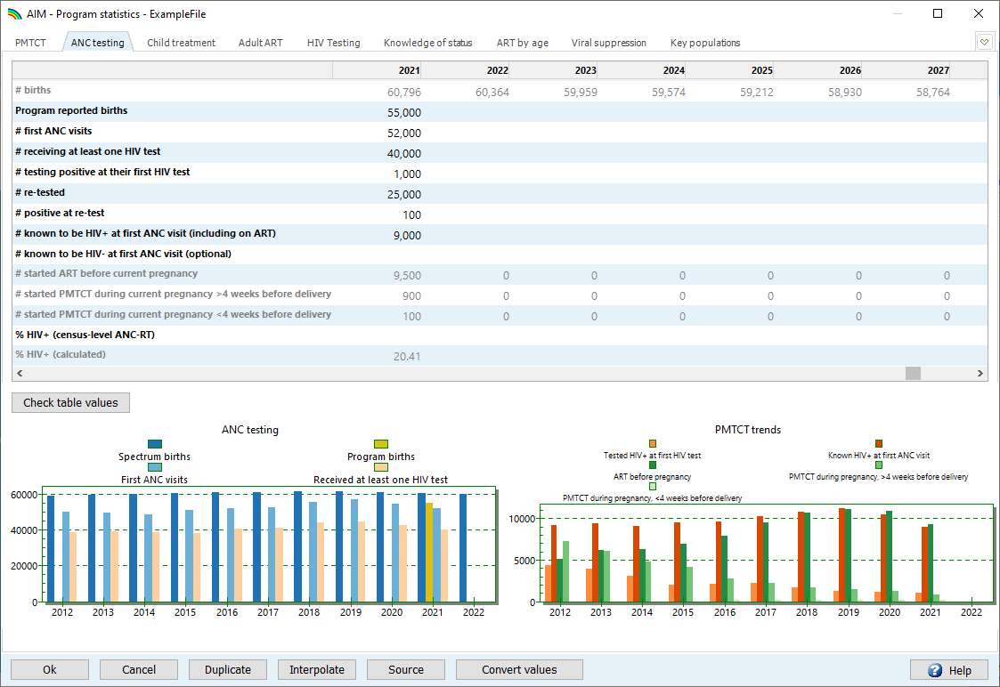 AIM - Program statistics - ExampleFile
PMTCT ANC testing Child treatment Adult ART HIV Testing Knowledge of status ART by age Viral suppression Key populations
2021 2022 2023 2024 2025 2026 2027
# births 60,796 60,364 59,959 59,574 59,212 58,930 58,764
Program reported births 55,000
# first ANC visits 52,000
# receiving at least one HIV test 40,000
# testing positive at their first HIV test 1,000
# re-tested 25,000
# positive at re-test 100
# known to be HIV+ at first ANC visit (including on ART) 9,000
# known to be HIV- at first ANC visit (optional)
# started ART before current pregnancy 9,500 0 0 0 0 0 0
# started PMTCT during current pregnancy >4 weeks before delivery 900 0 0 0 0 0 0
# started PMTCT during current pregnancy <4 weeks before delivery 100 0 0 0 0 0 0
% HIV+ (census-level ANC-RT)
% HIV+ (calculated) 20.41
Check table values
ANC testing
Spectrum births Program births
First ANC visits Received at least one HIV test
60000
40000
20000
0
2012 2013 2014 2015 2016 2017 2018 2019 2020 2021 2022
PMTCT trends
Tested HIV+ at first HIV test Known HIV+ at first ANC visit
ART before pregnancy PMTCT during pregnancy, >4 weeks before delivery
PMTCT during pregnancy, <4 weeks before delivery
10000
5000
0
2012 2013 2014 2015 2016 2017 2018 2019 2020 2021 2022
Ok Cancel Duplicate Interpolate Source Convert values Help